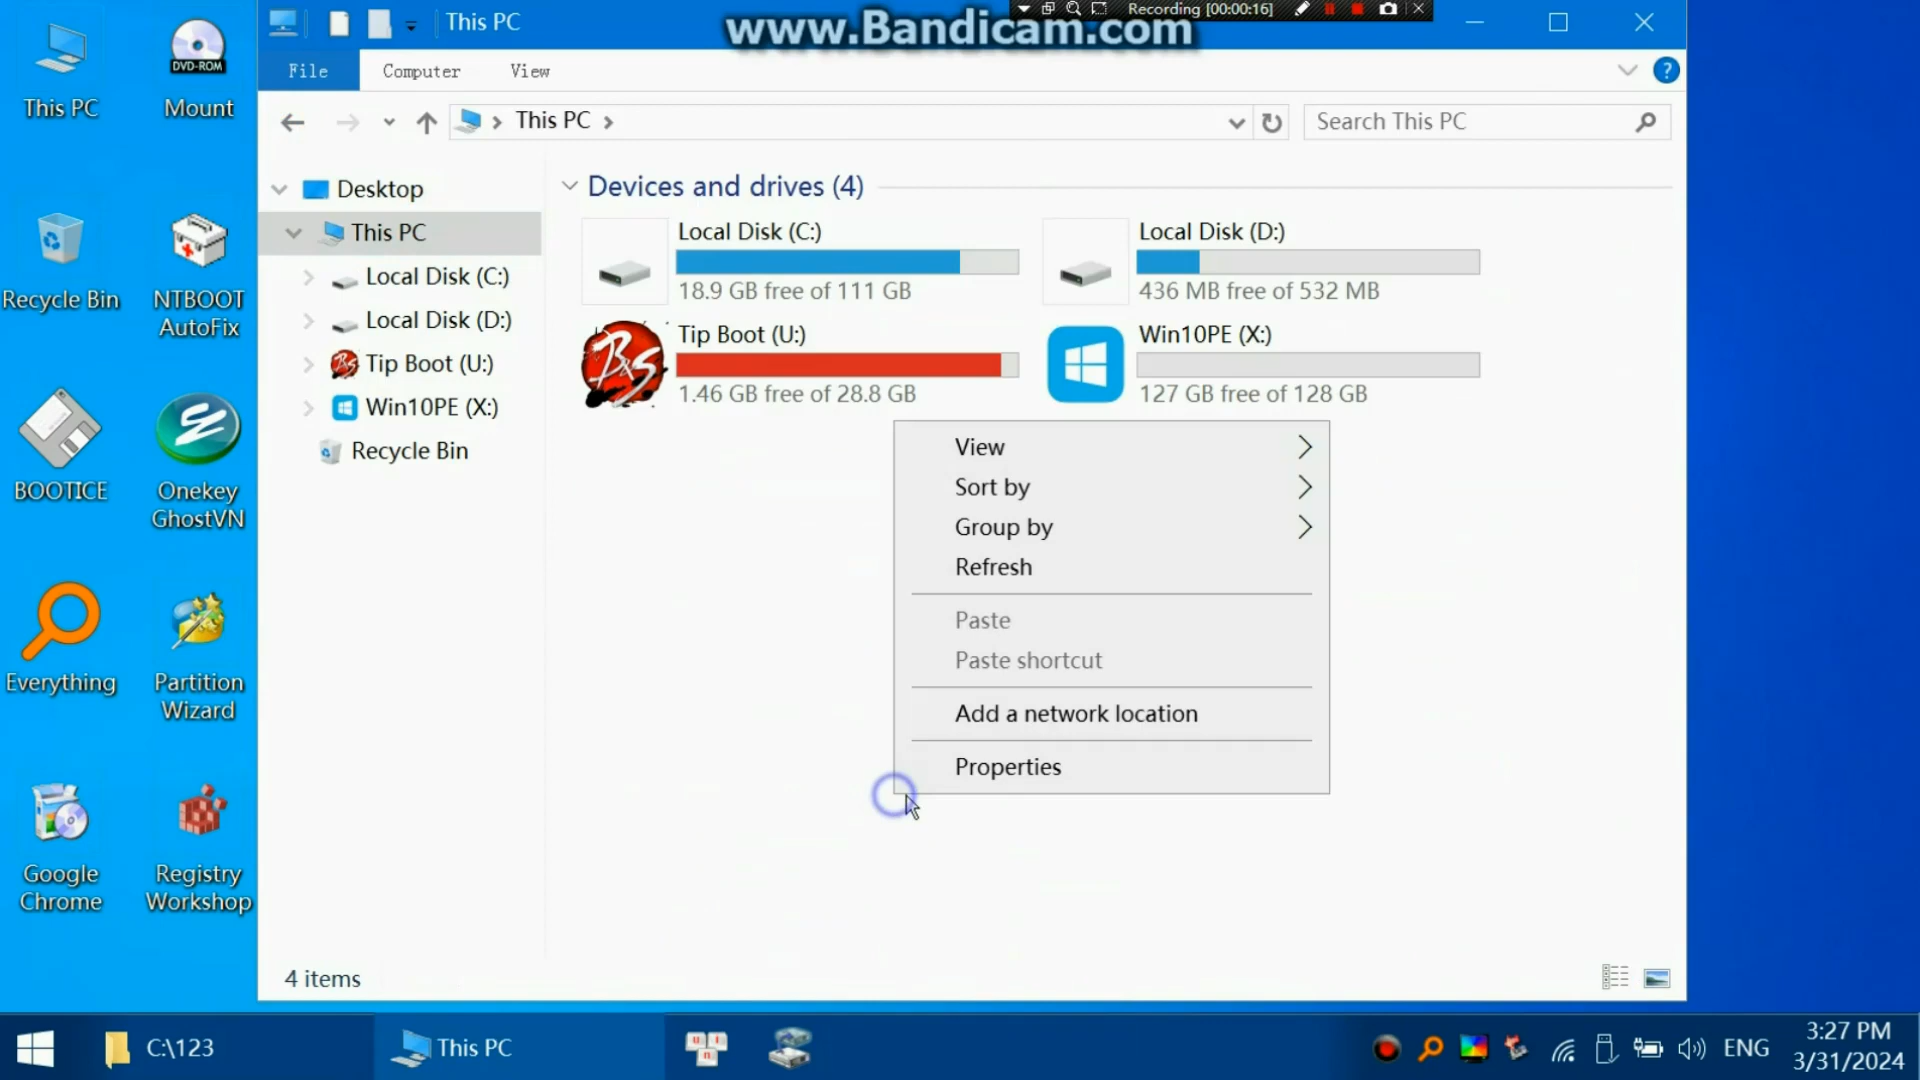 This PC
www.Bandicam.com
Recording [00:00:16]
File
Computer
View
This PC
Search This PC
Desktop
This PC
Local Disk (C:)
Local Disk (D:)
Tip Boot (U:)
Win10PE (X:)
Recycle Bin
Devices and drives (4)
Local Disk (C:)
18.9 GB free of 111 GB
Local Disk (D:)
436 MB free of 532 MB
Tip Boot (U:)
1.46 GB free of 28.8 GB
Win10PE (X:)
127 GB free of 128 GB
View
Sort by
Group by
Refresh
Paste
Paste shortcut
Add a network location
Properties
4 items
This PC
DVD-ROM
Mount
Recycle Bin
NTBOOT
AutoFix
BOOTICE
Onekey
GhostVN
Everything
Partition
Wizard
Google
Chrome
Registry
Workshop
C:\123
This PC
ENG
3:27 PM
3/31/2024